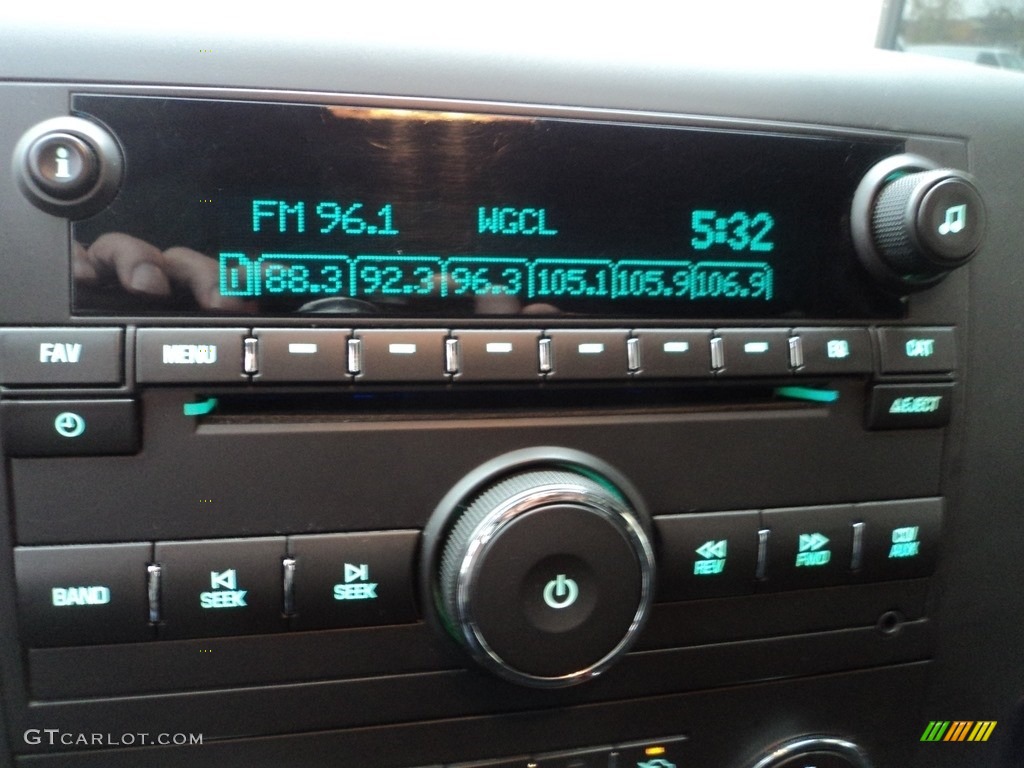 i
FM 96.1 WGCL 5:32
1 88.3 92.3 96.3 105.1 105.9 106.9
FAV MENU EQ CAT
EJECT
BAND SEEK SEEK REV FWD CD/AUX
GTCARLOT.COM